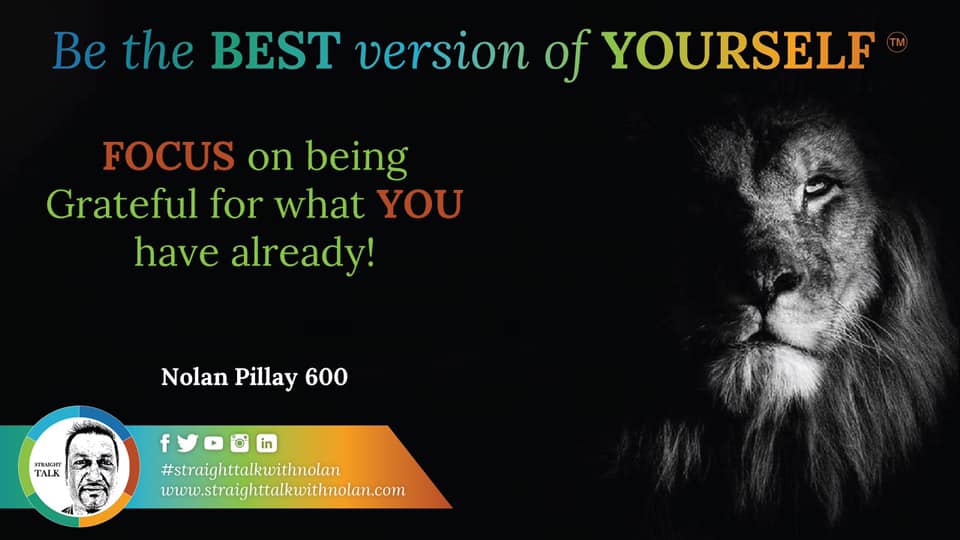 Be the BEST version of YOURSELF ™
FOCUS on being
Grateful for what YOU
have already!
Nolan Pillay 600
STRAIGHT
TALK
#straighttalkwithnolan
www.straighttalkwithnolan.com